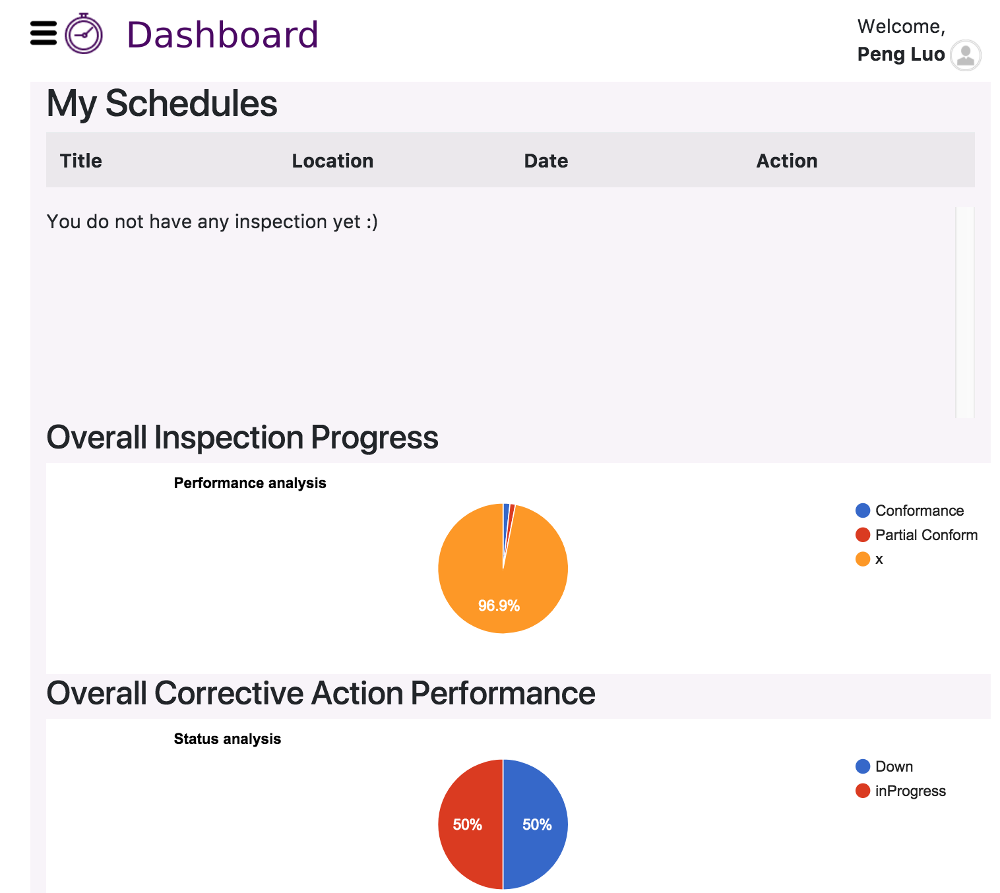 Dashboard
Welcome,
Peng Luo
My Schedules
Title Location Date Action
You do not have any inspection yet :)
Overall Inspection Progress
Performance analysis
Conformance
Partial Conform
x
96.9%
Overall Corrective Action Performance
Status analysis
Down
inProgress
50% 50%